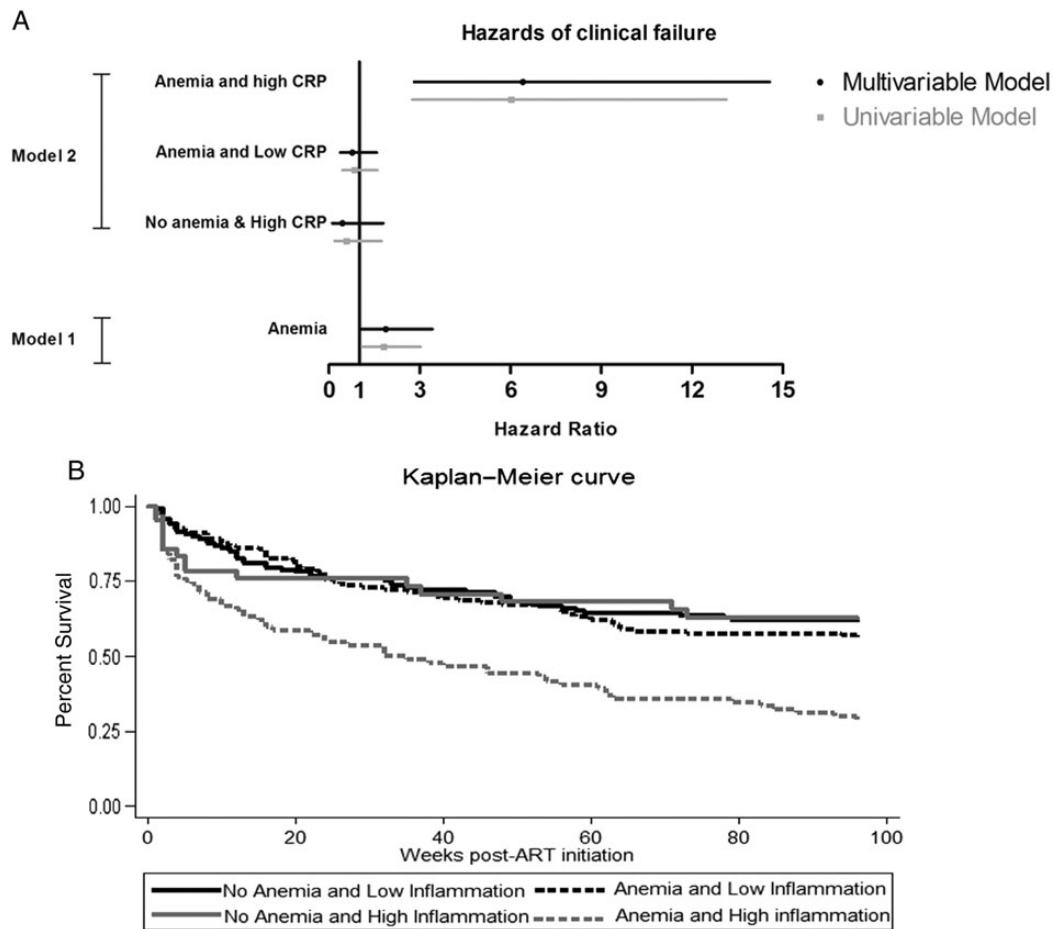 A
Hazards of clinical failure
Anemia and high CRP
Multivariable Model
Univariable Model
Model 2
Anemia and Low CRP
No anemia & High CRP
Model 1
Anemia
0 1 3 6 9 12 15
Hazard Ratio
B
Kaplan–Meier curve
1.00
0.75
0.50
0.25
0.00
Percent Survival
0 20 40 60 80 100
Weeks post-ART initiation
No Anemia and Low Inflammation
Anemia and Low Inflammation
No Anemia and High Inflammation
Anemia and High inflammation